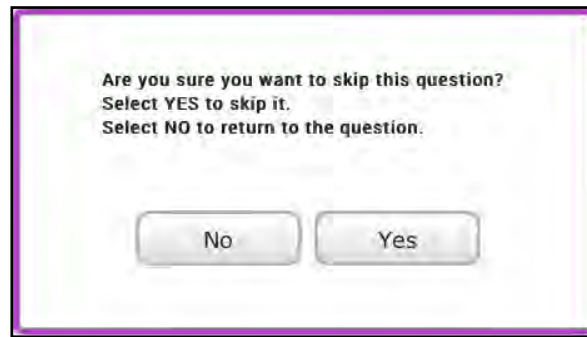 Are you sure you want to skip this question?
Select YES to skip it.
Select NO to return to the question.
No
Yes